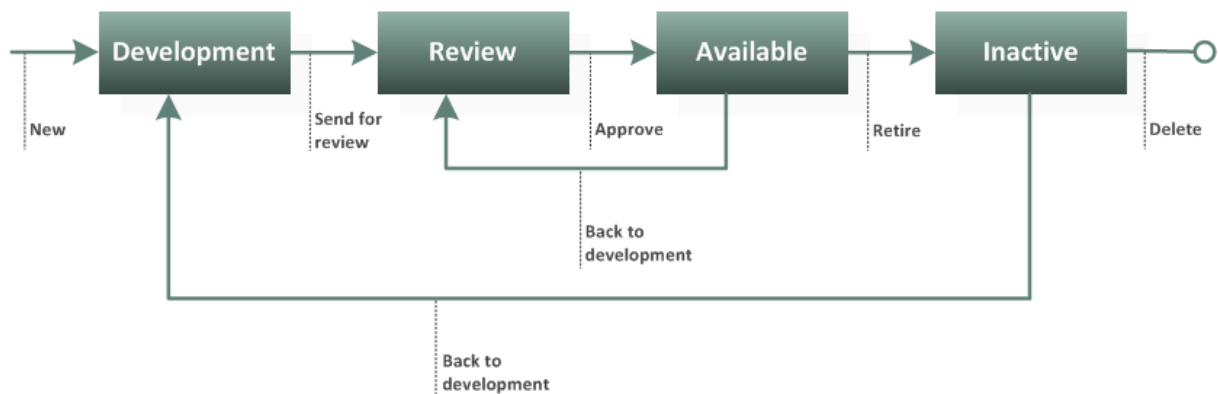 Development
Review
Available
Inactive
New
Send for
review
Approve
Retire
Delete
Back to
development
Back to
development